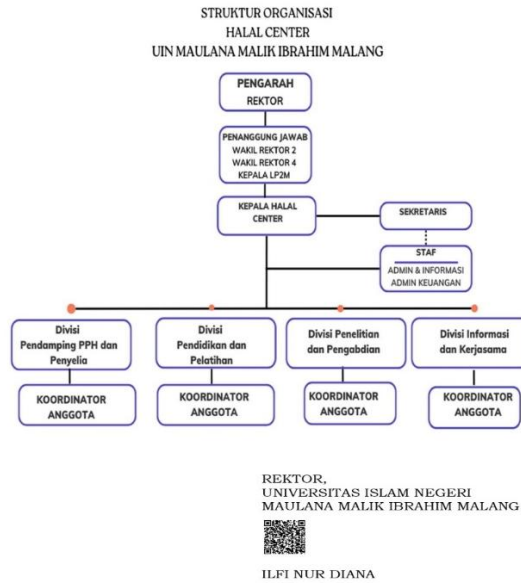 STRUKTUR ORGANISASI
HALAL CENTER
UIN MAULANA MALIK IBRAHIM MALANG
PENGARAH
REKTOR
PENANGGUNG JAWAB
WAKIL REKTOR 2
WAKIL REKTOR 4
KEPALA LP2M
KEPALA HALAL
CENTER
SEKRETARIS
STAF
ADMIN & INFORMASI
ADMIN KEUANGAN
Divisi
Pendamping PPH dan
Penyelia
Divisi
Pendidikan dan
Pelatihan
Divisi Penelitian
dan Pengabdian
Divisi Informasi
dan Kerjasama
KOORDINATOR
ANGGOTA
KOORDINATOR
ANGGOTA
KOORDINATOR
ANGGOTA
KOORDINATOR
ANGGOTA
REKTOR,
UNIVERSITAS ISLAM NEGERI
MAULANA MALIK IBRAHIM MALANG
ILFI NUR DIANA